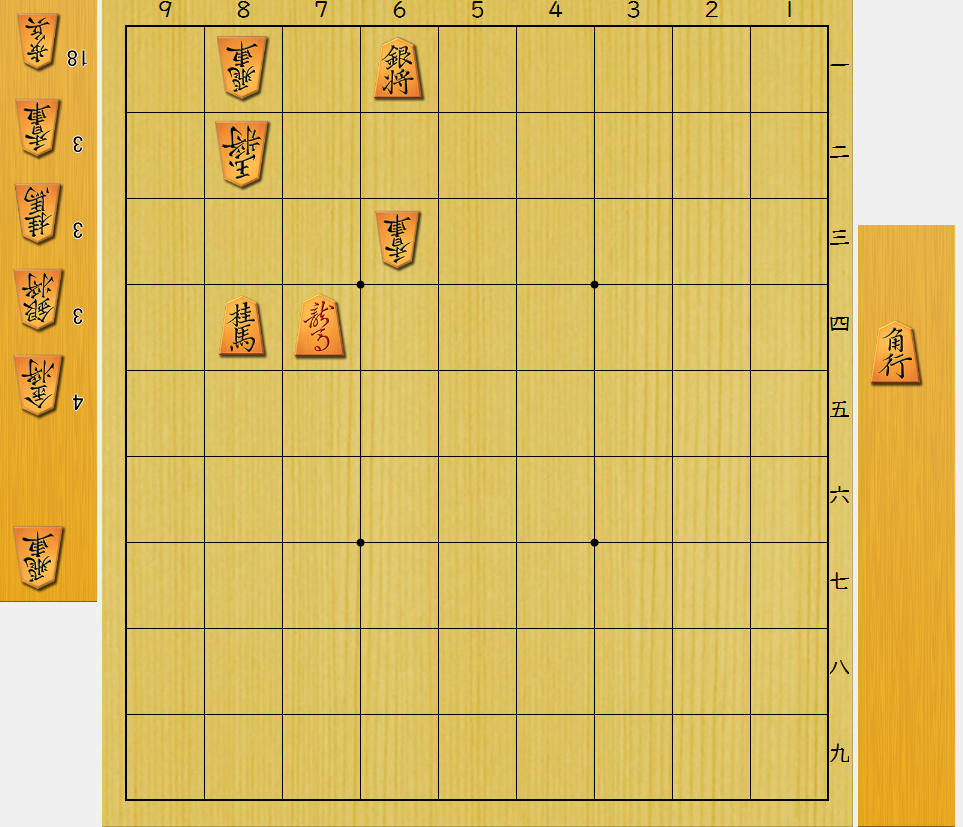 9 8 7 6 5 4 3 2 1
一
二
三
四
五
六
七
八
九
飛車 銀将
玉将
香車
桂馬 龍馬
歩兵 18
香車 3
桂馬 3
銀将 3
金将 4
飛車
角行